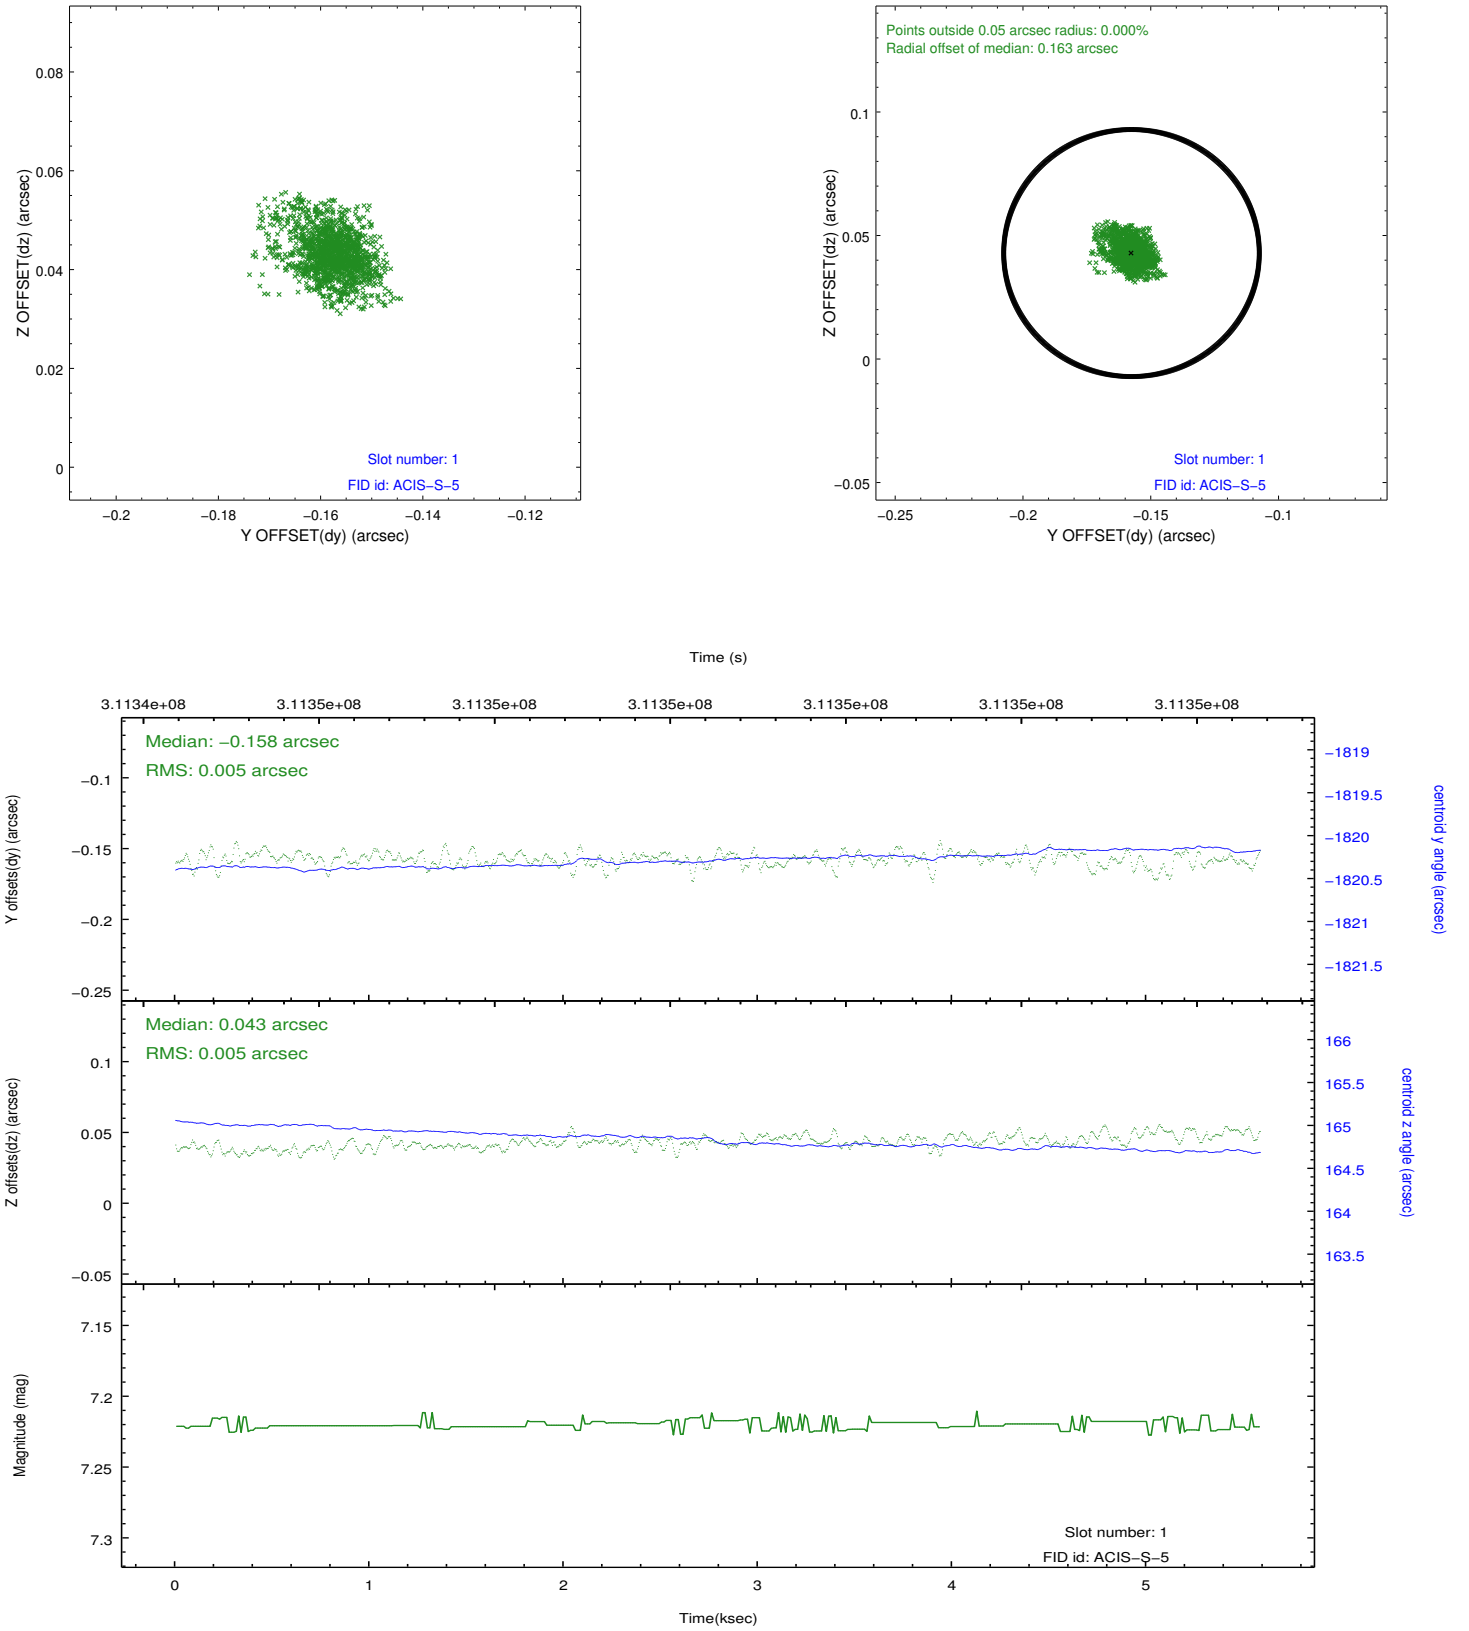 0.08
0.06
0.04
0.02
0
Z OFFSET(dz) (arcsec)
Slot number: 1
FID id: ACIS−S−5
−0.2
−0.18
−0.16
−0.14
−0.12
Y OFFSET(dy) (arcsec)
Points outside 0.05 arcsec radius: 0.000%
Radial offset of median: 0.163 arcsec
0.1
0.05
0
−0.05
Z OFFSET(dz) (arcsec)
Slot number: 1
FID id: ACIS−S−5
−0.25
−0.2
−0.15
−0.1
Y OFFSET(dy) (arcsec)
Time (s)
3.1134e+08
3.1135e+08
3.1135e+08
3.1135e+08
3.1135e+08
3.1135e+08
3.1135e+08
Median: −0.158 arcsec
RMS: 0.005 arcsec
−0.1
−0.15
−0.2
−0.25
Y offsets(dy) (arcsec)
−1819
−1819.5
−1820
−1820.5
−1821
−1821.5
centroid y angle (arcsec)
Median: 0.043 arcsec
RMS: 0.005 arcsec
0.1
0.05
0
−0.05
Z offsets(dz) (arcsec)
166
165.5
165
164.5
164
163.5
centroid z angle (arcsec)
7.15
7.2
7.25
7.3
Magnitude (mag)
Slot number: 1
FID id: ACIS−S−5
0
1
2
3
4
5
Time(ksec)